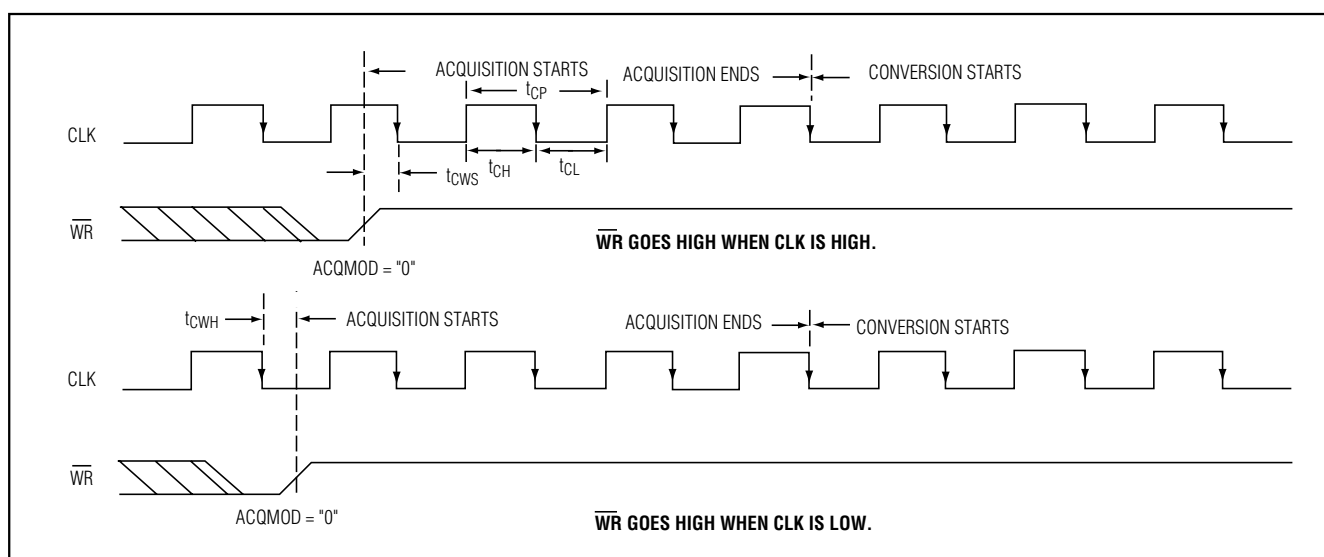 ACQUISITION STARTS
ACQUISITION ENDS
CONVERSION STARTS
tCP
CLK
tCWS
tCH
tCL
WR
WR GOES HIGH WHEN CLK IS HIGH.
ACQMOD = "0"
tCWH
ACQUISITION STARTS
ACQUISITION ENDS
CONVERSION STARTS
CLK
WR
ACQMOD = "0"
WR GOES HIGH WHEN CLK IS LOW.